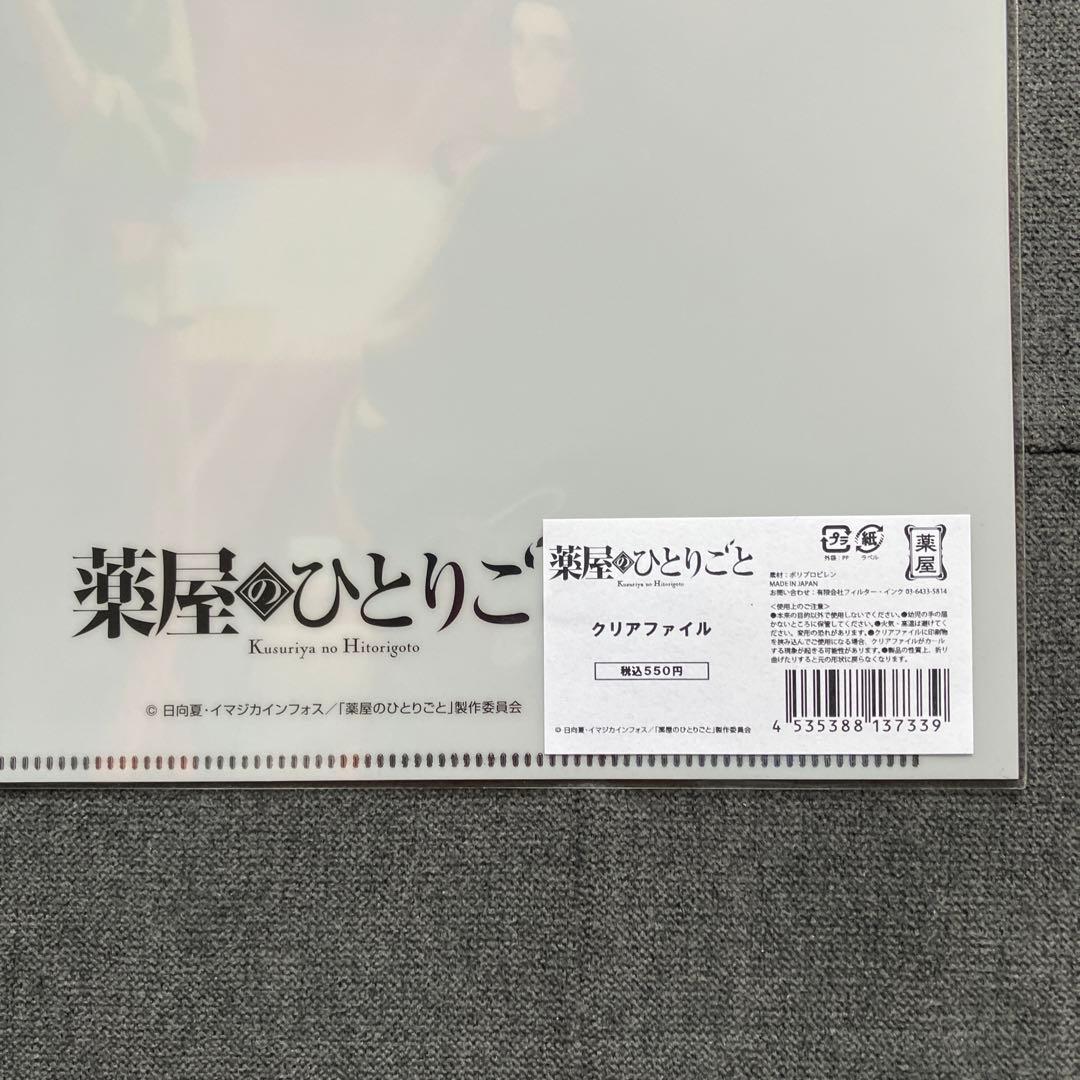 薬屋のひとりご
Kusuriya no Hitorigoto
© 日向夏・イマジカインフォス／「薬屋のひとりごと」製作委員会
薬屋のひとりごと
Kusuriya no Hitorigoto
クリアファイル
税込550円
© 日向夏・イマジカインフォス／「薬屋のひとりごと」製作委員会
プラ
外袋：PP
紙
ラベル
薬屋
素材：ポリプロピレン
MADE IN JAPAN
お問い合わせ：有限会社フィルター・インク 03-6433-5814
＜使用上のご注意＞
●本来の目的以外で使用しないでください。●幼児の手の届
かないところに保管してください。●火気・高温は避けてく
ださい。変形の恐れがあります。●クリアファイルに印刷物
を挟み込んでご使用になる場合、クリアファイルがカール
する現象が起きる可能性があります。●製品の性質上、折り
曲げたりすると元の形状に戻らなくなります。
4 535388 137339